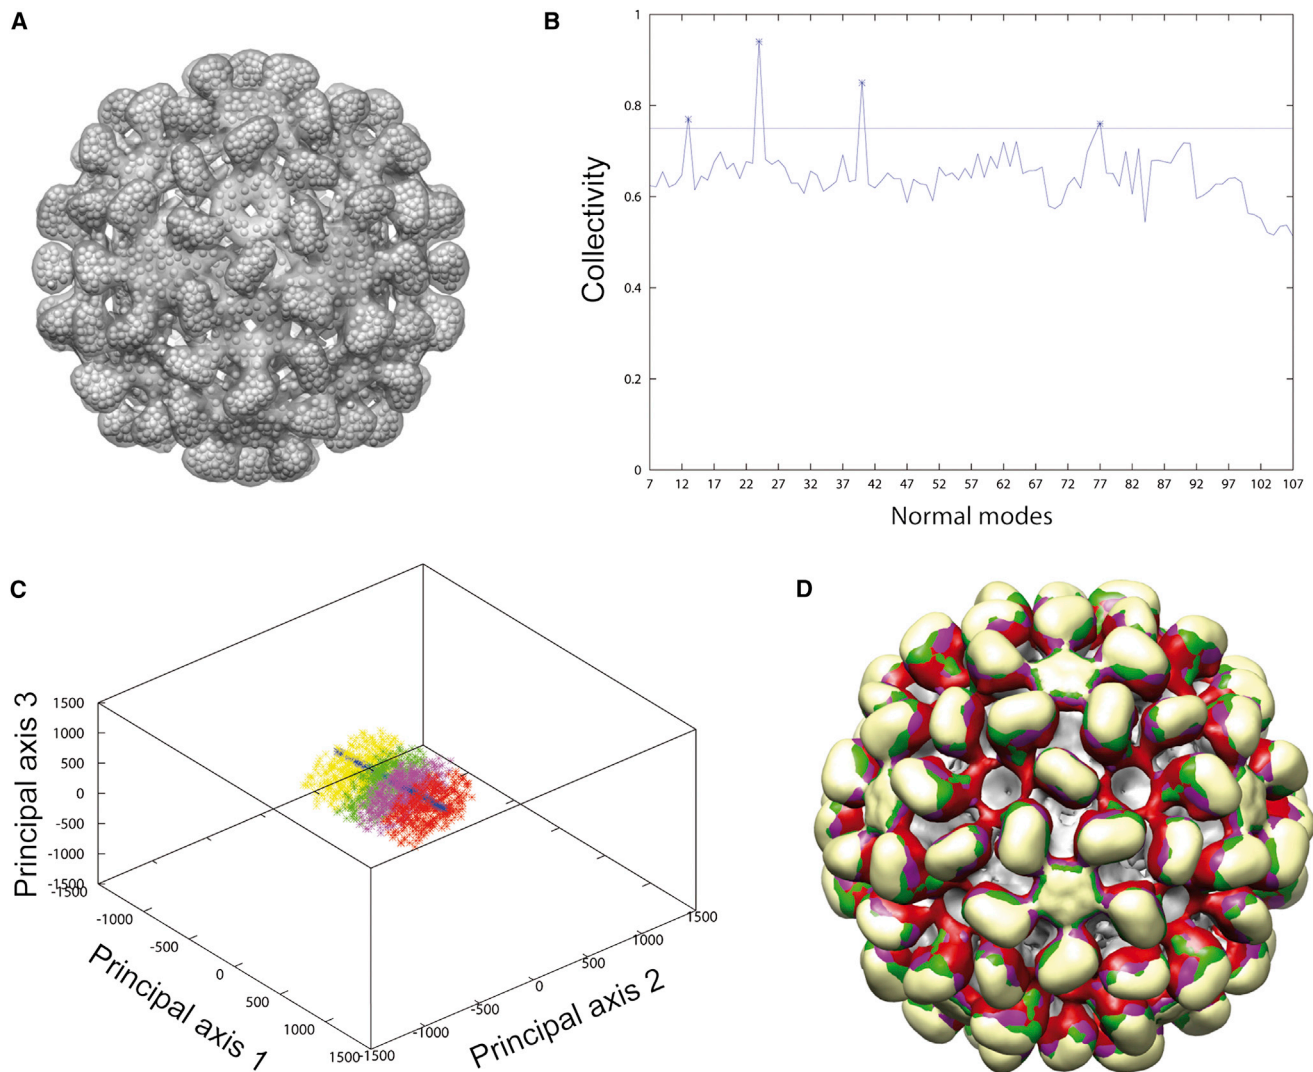 A
B
1
0.8
0.6
0.4
0.2
0
Collectivity
7 12 17 22 27 32 37 42 47 52 57 62 67 72 77 82 87 92 97 102 107
Normal modes
C
D
1500
1000
500
0
-500
-1000
-1500
Principal axis 3
-1500
-1000
-500
0
500
1000
1500
Principal axis 1
-1500
-1000
-500
0
500
1000
1500
Principal axis 2